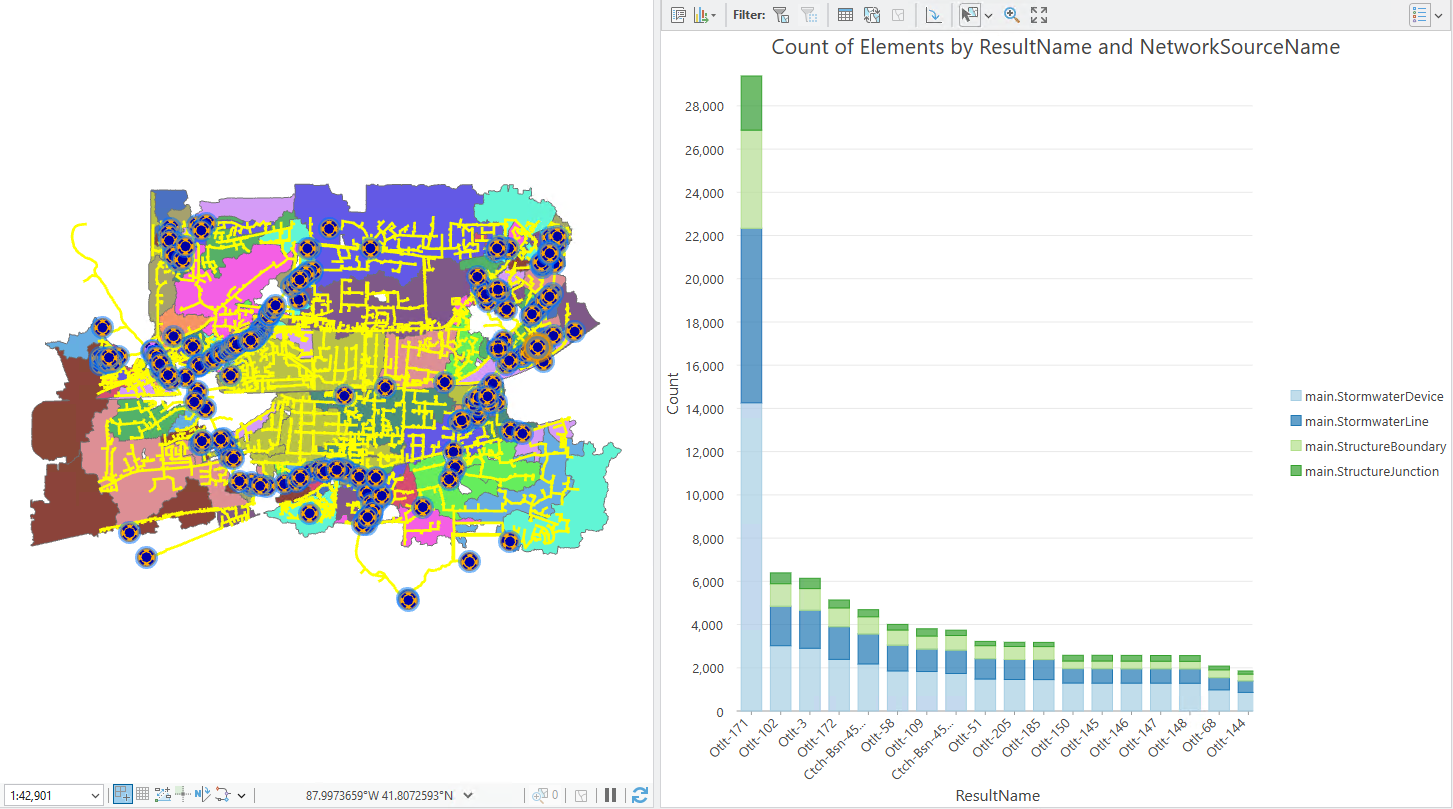 Filter:
Count of Elements by ResultName and NetworkSourceName
28,000
26,000
24,000
22,000
20,000
18,000
16,000
14,000
12,000
10,000
8,000
6,000
4,000
2,000
0
Count
main.StormwaterDevice
main.StormwaterLine
main.StructureBoundary
main.StructureJunction
Otlt-171
Otlt-102
Otlt-3
Otlt-172
Ctch-Bsn-45...
Otlt-58
Otlt-109
Ctch-Bsn-45...
Otlt-51
Otlt-205
Otlt-185
Otlt-150
Otlt-145
Otlt-146
Otlt-147
Otlt-148
Otlt-68
Otlt-144
ResultName
1:42,901
87.9973659°W 41.8072593°N
0